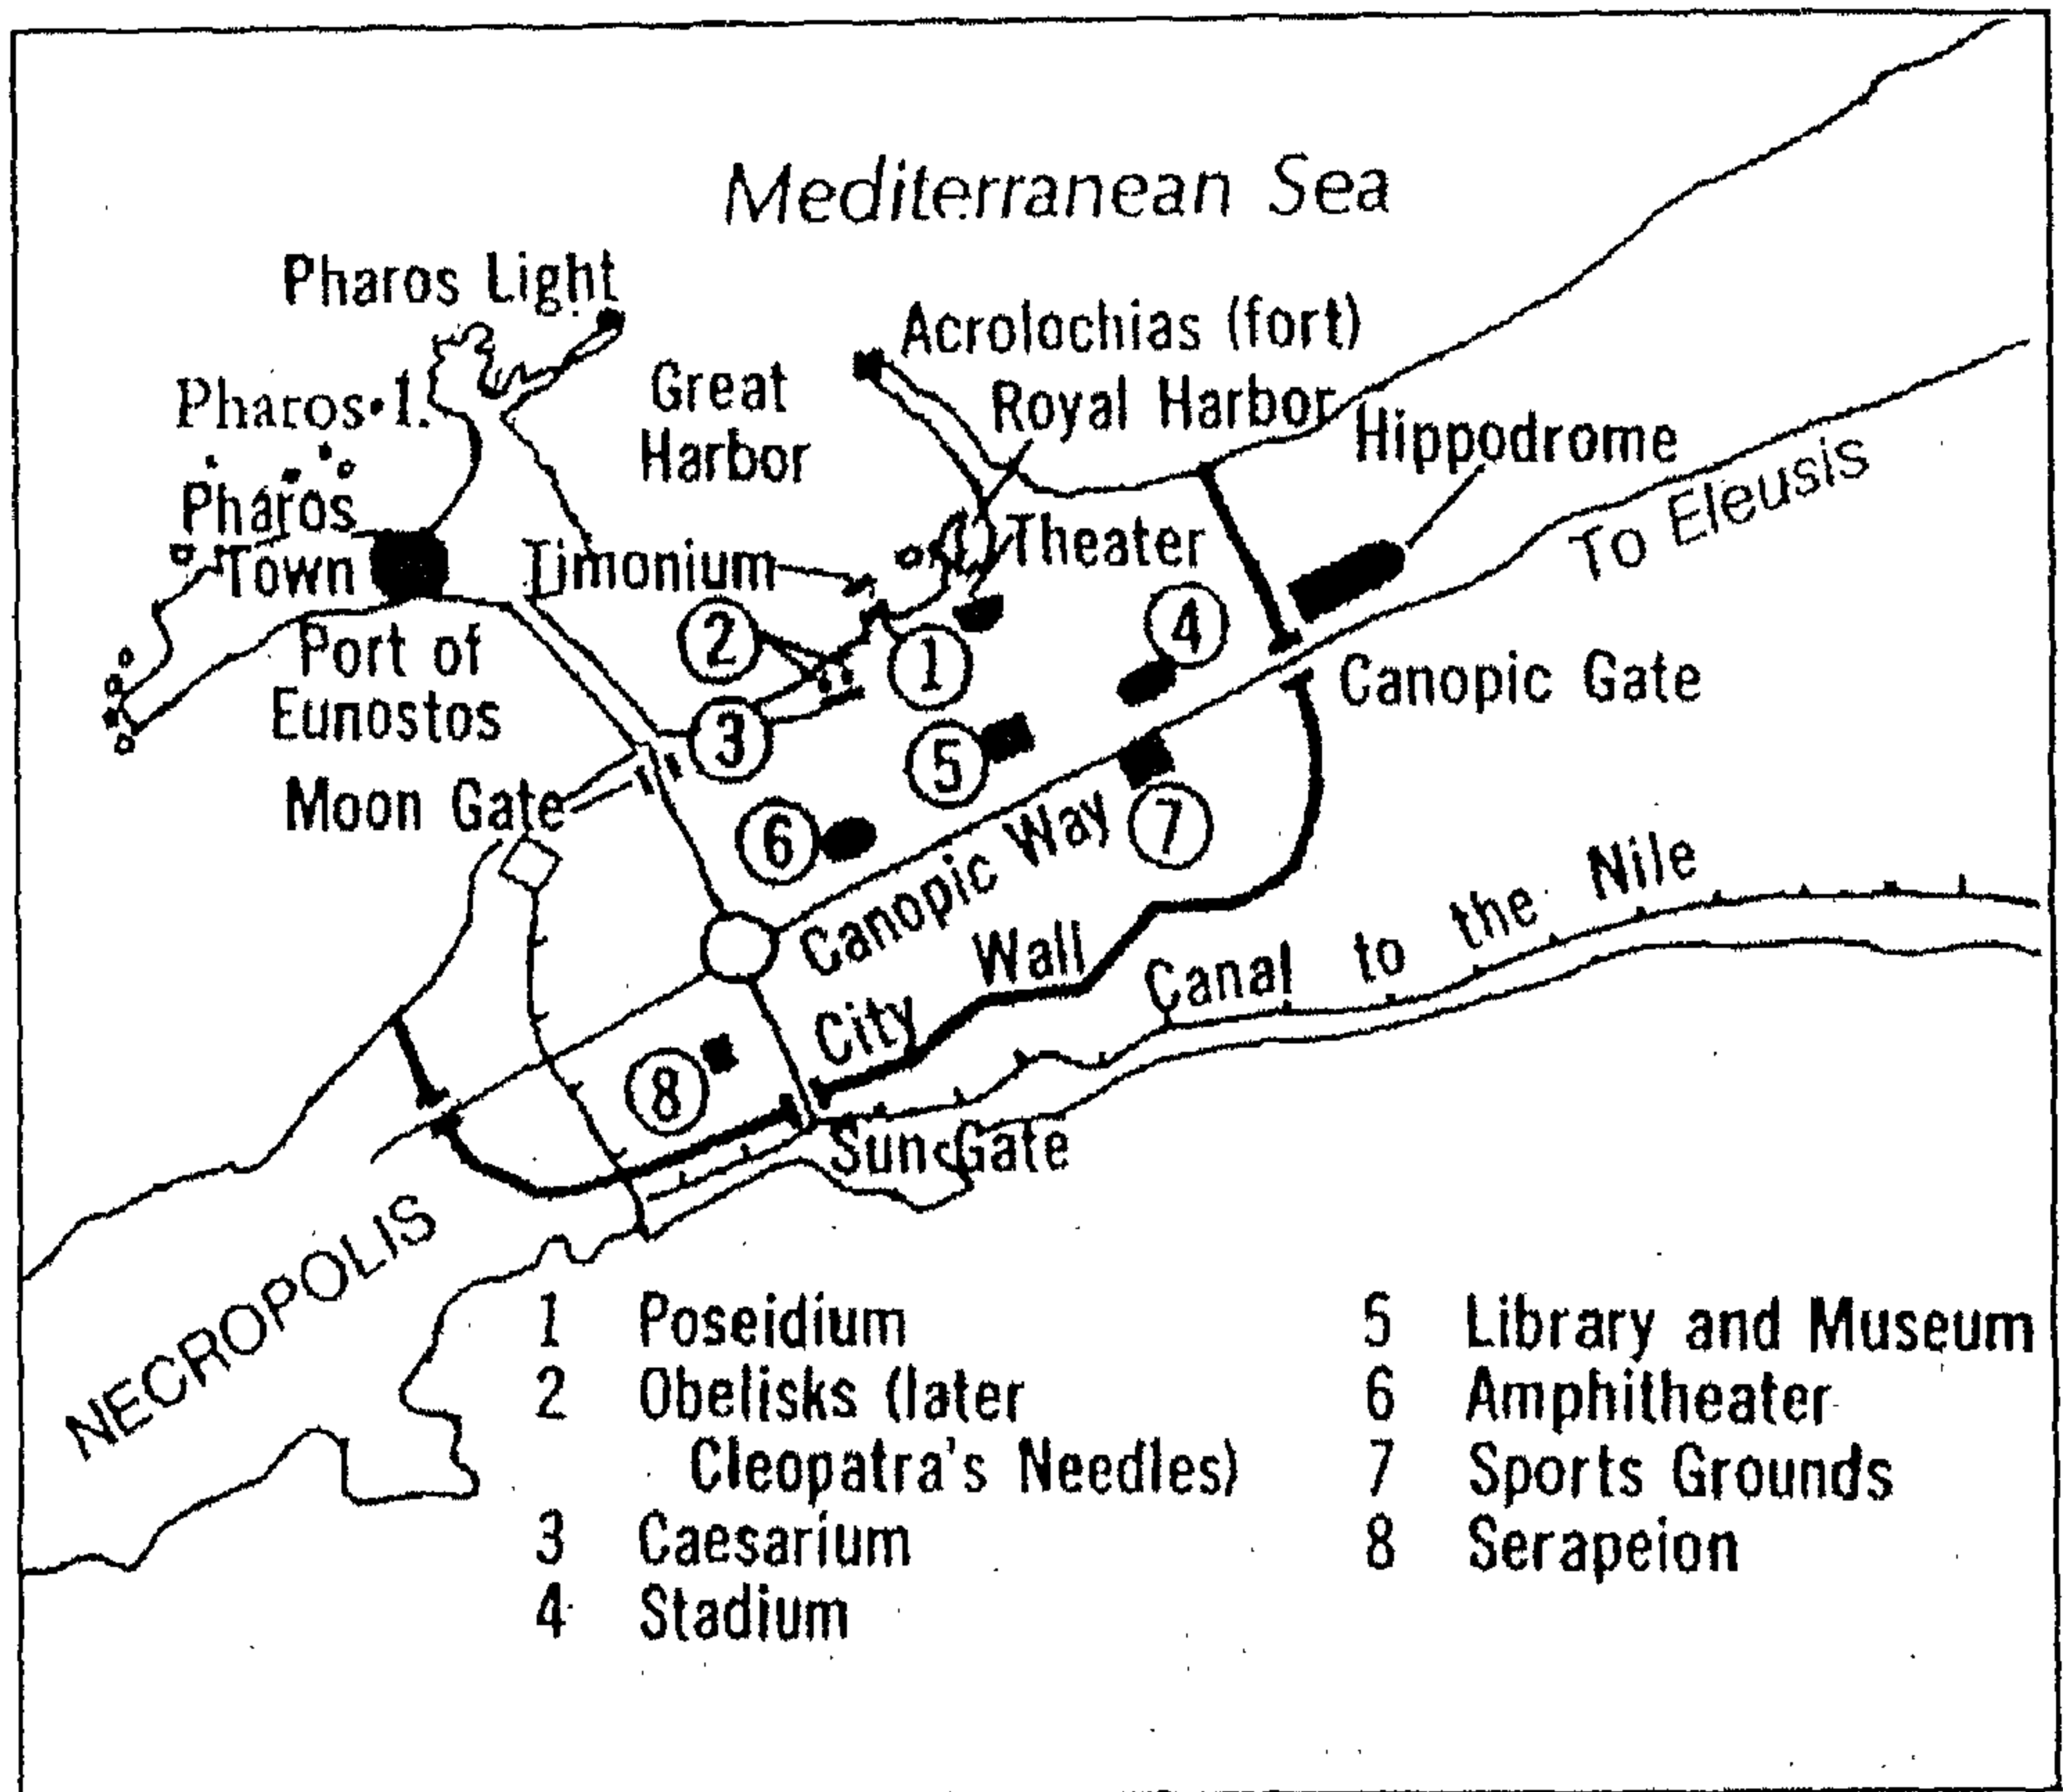 Mediterranean Sea
Pharos Light
Acrolochias (fort)
Great
Harbor
Royal Harbor
Pharos I.
Hippodrome
Pharos
Town
To Eleusis
Timonium
Theater
2
4
1
Port of
Eunostos
Canopic Gate
3
5
Moon Gate
6
7
Canopic Way
City Wall
Canal to the Nile
8
Sun Gate
NECROPOLIS
1 Poseidium
2 Obelisks (later
Cleopatra's Needles)
3 Caesarium
4 Stadium
5 Library and Museum
6 Amphitheater
7 Sports Grounds
8 Serapeion